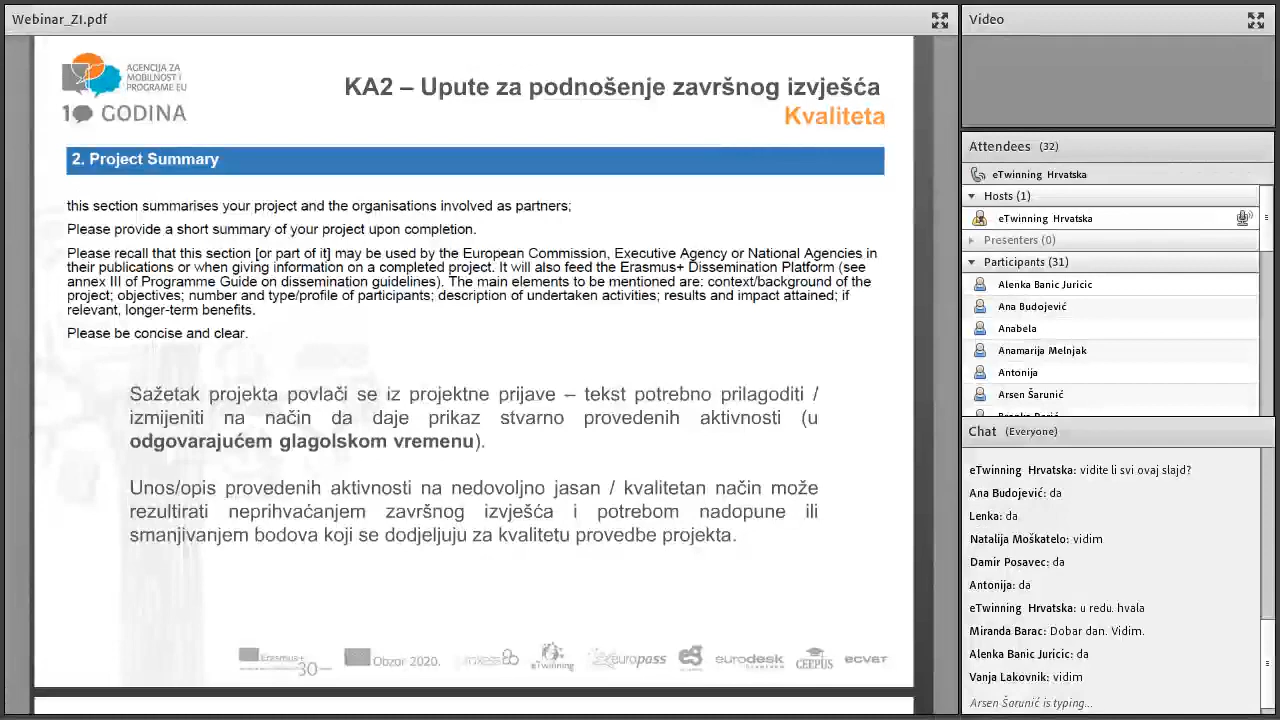 Webinar_ZI.pdf
AGENCIJA ZA
MOBILNOST I
PROGRAME EU
10 GODINA
KA2 – Upute za podnošenje završnog izvješća
Kvaliteta
2. Project Summary
this section summarises your project and the organisations involved as partners;
Please provide a short summary of your project upon completion.
Please recall that this section [or part of it] may be used by the European Commission, Executive Agency or National Agencies in
their publications or when giving information on a completed project. It will also feed the Erasmus+ Dissemination Platform (see
annex III of Programme Guide on dissemination guidelines). The main elements to be mentioned are: context/background of the
project; objectives; number and type/profile of participants; description of undertaken activities; results and impact attained; if
relevant, longer-term benefits.
Please be concise and clear.
Sažetak projekta povlači se iz projektne prijave – tekst potrebno prilagoditi /
izmijeniti na način da daje prikaz stvarno provedenih aktivnosti (u
odgovarajućem glagolskom vremenu).
Unos/opis provedenih aktivnosti na nedovoljno jasan / kvalitetan način može
rezultirati neprihvaćanjem završnog izvješća i potrebom nadopune ili
smanjivanjem bodova koji se dodjeljuju za kvalitetu provedbe projekta.
Erasmus+
30
Obzor 2020.
eTwinning
europass
eurodesk
CEEPUS
ECVET
Video
Attendees (32)
eTwinning Hrvatska
Hosts (1)
eTwinning Hrvatska
Presenters (0)
Participants (31)
Alenka Banic Juricic
Ana Budojević
Anabela
Anamarija Melnjak
Antonija
Arsen Šarunić
Chat (Everyone)
eTwinning Hrvatska: vidite li svi ovaj slajd?
Ana Budojević: da
Lenka: da
Natalija Moškatelo: vidim
Damir Posavec: da
Antonija: da
eTwinning Hrvatska: u redu. hvala
Miranda Barac: Dobar dan. Vidim.
Alenka Banic Juricic: da
Vanja Lakovnik: vidim
Arsen Šarunić is typing...